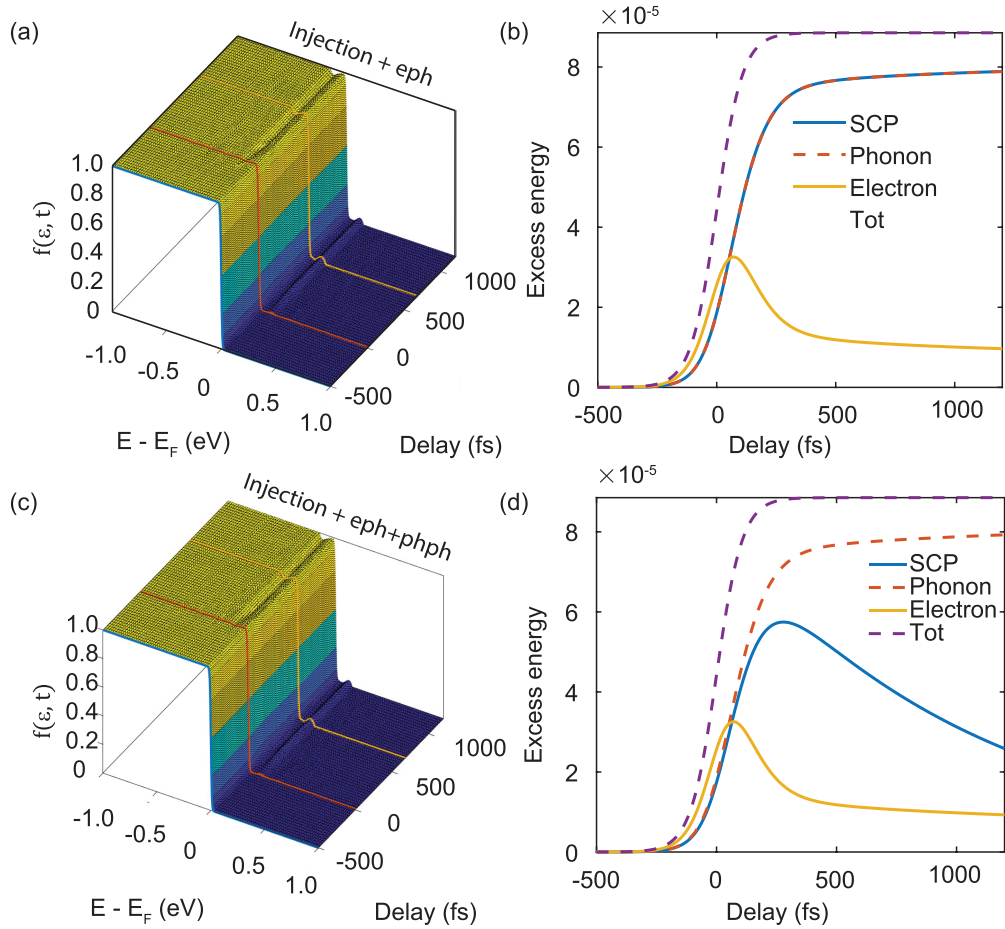 (a)
Injection + eph
f(ε, t)
1.0
0.8
0.6
0.4
0.2
0
-1.0
-0.5
0
0.5
1.0
E - E_F (eV)
-500
0
500
1000
Delay (fs)
(b)
×10⁻⁵
Excess energy
8
6
4
2
0
SCP
Phonon
Electron
Tot
-500
0
500
1000
Delay (fs)
(c)
Injection + eph+phph
f(ε, t)
1.0
0.8
0.6
0.4
0.2
0
-1.0
-0.5
0
0.5
1.0
E - E_F (eV)
-500
0
500
1000
Delay (fs)
(d)
×10⁻⁵
Excess energy
8
6
4
2
0
SCP
Phonon
Electron
Tot
-500
0
500
1000
Delay (fs)